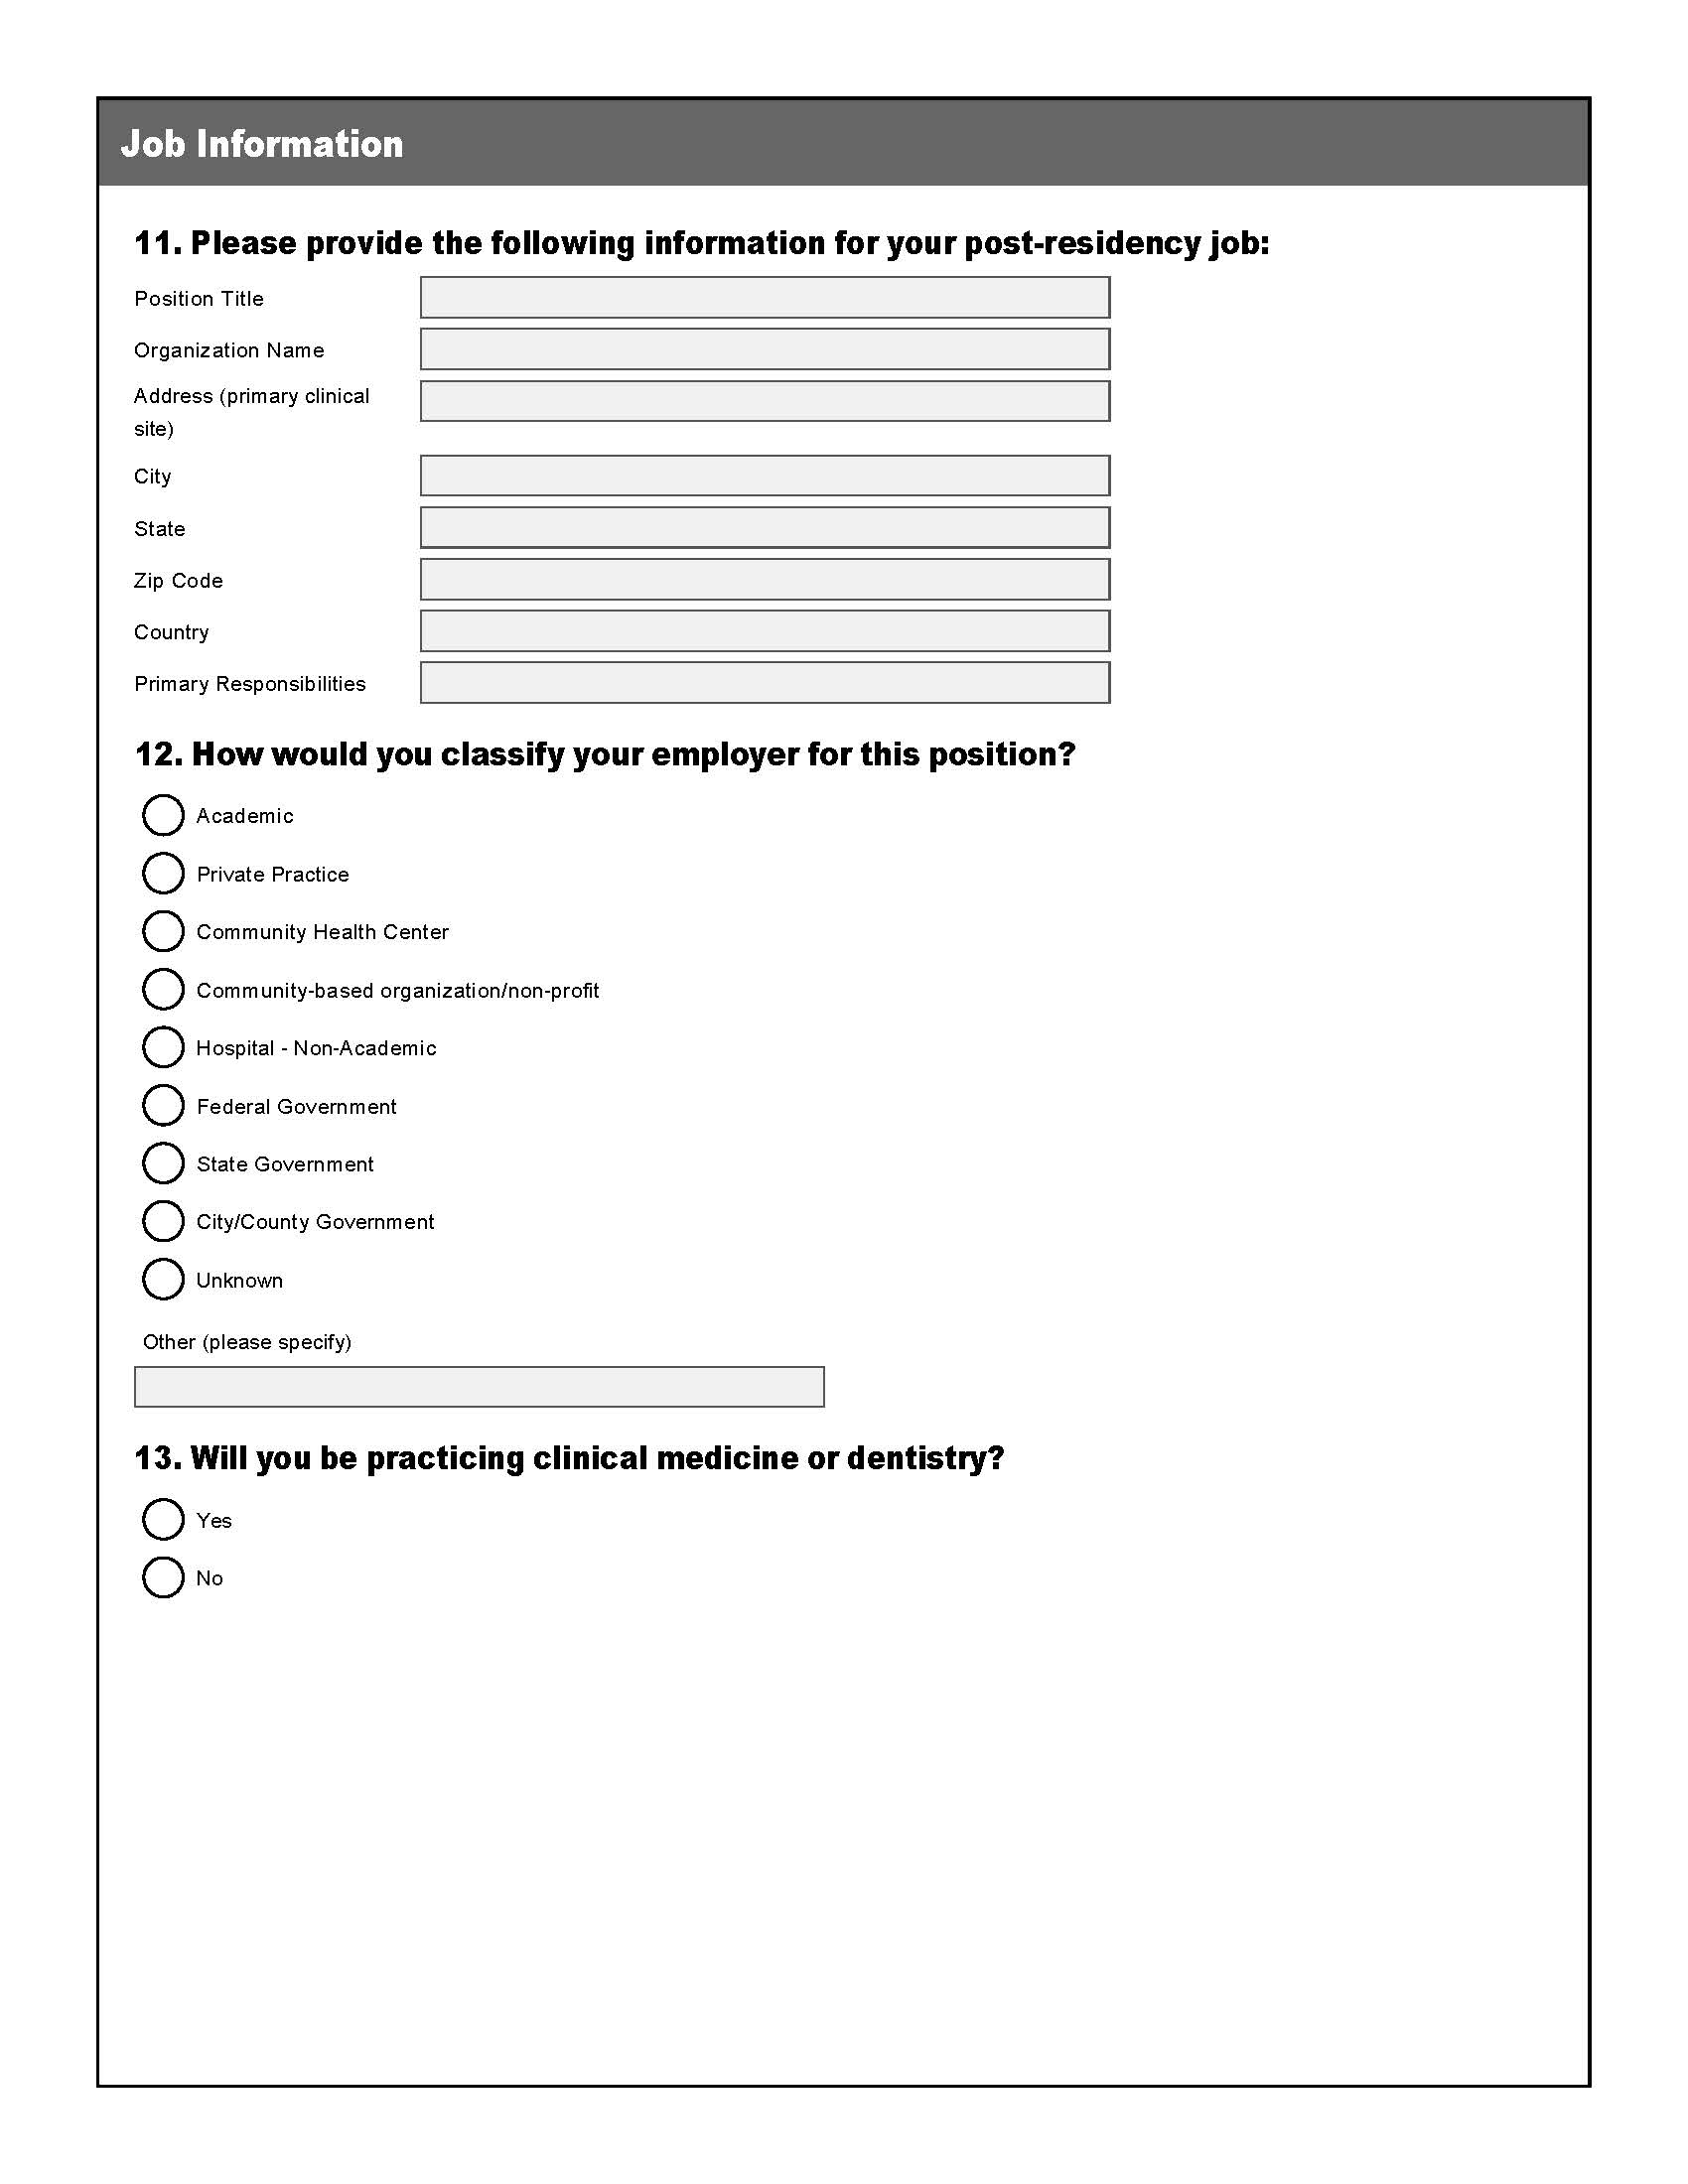 Job Information
11. Please provide the following information for your post-residency job:
Position Title
Organization Name
Address (primary clinical
site)
City
State
Zip Code
Country
Primary Responsibilities
12. How would you classify your employer for this position?
Academic
Private Practice
Community Health Center
Community-based organization/non-profit
Hospital - Non-Academic
Federal Government
State Government
City/County Government
Unknown
Other (please specify)
13. Will you be practicing clinical medicine or dentistry?
Yes
No